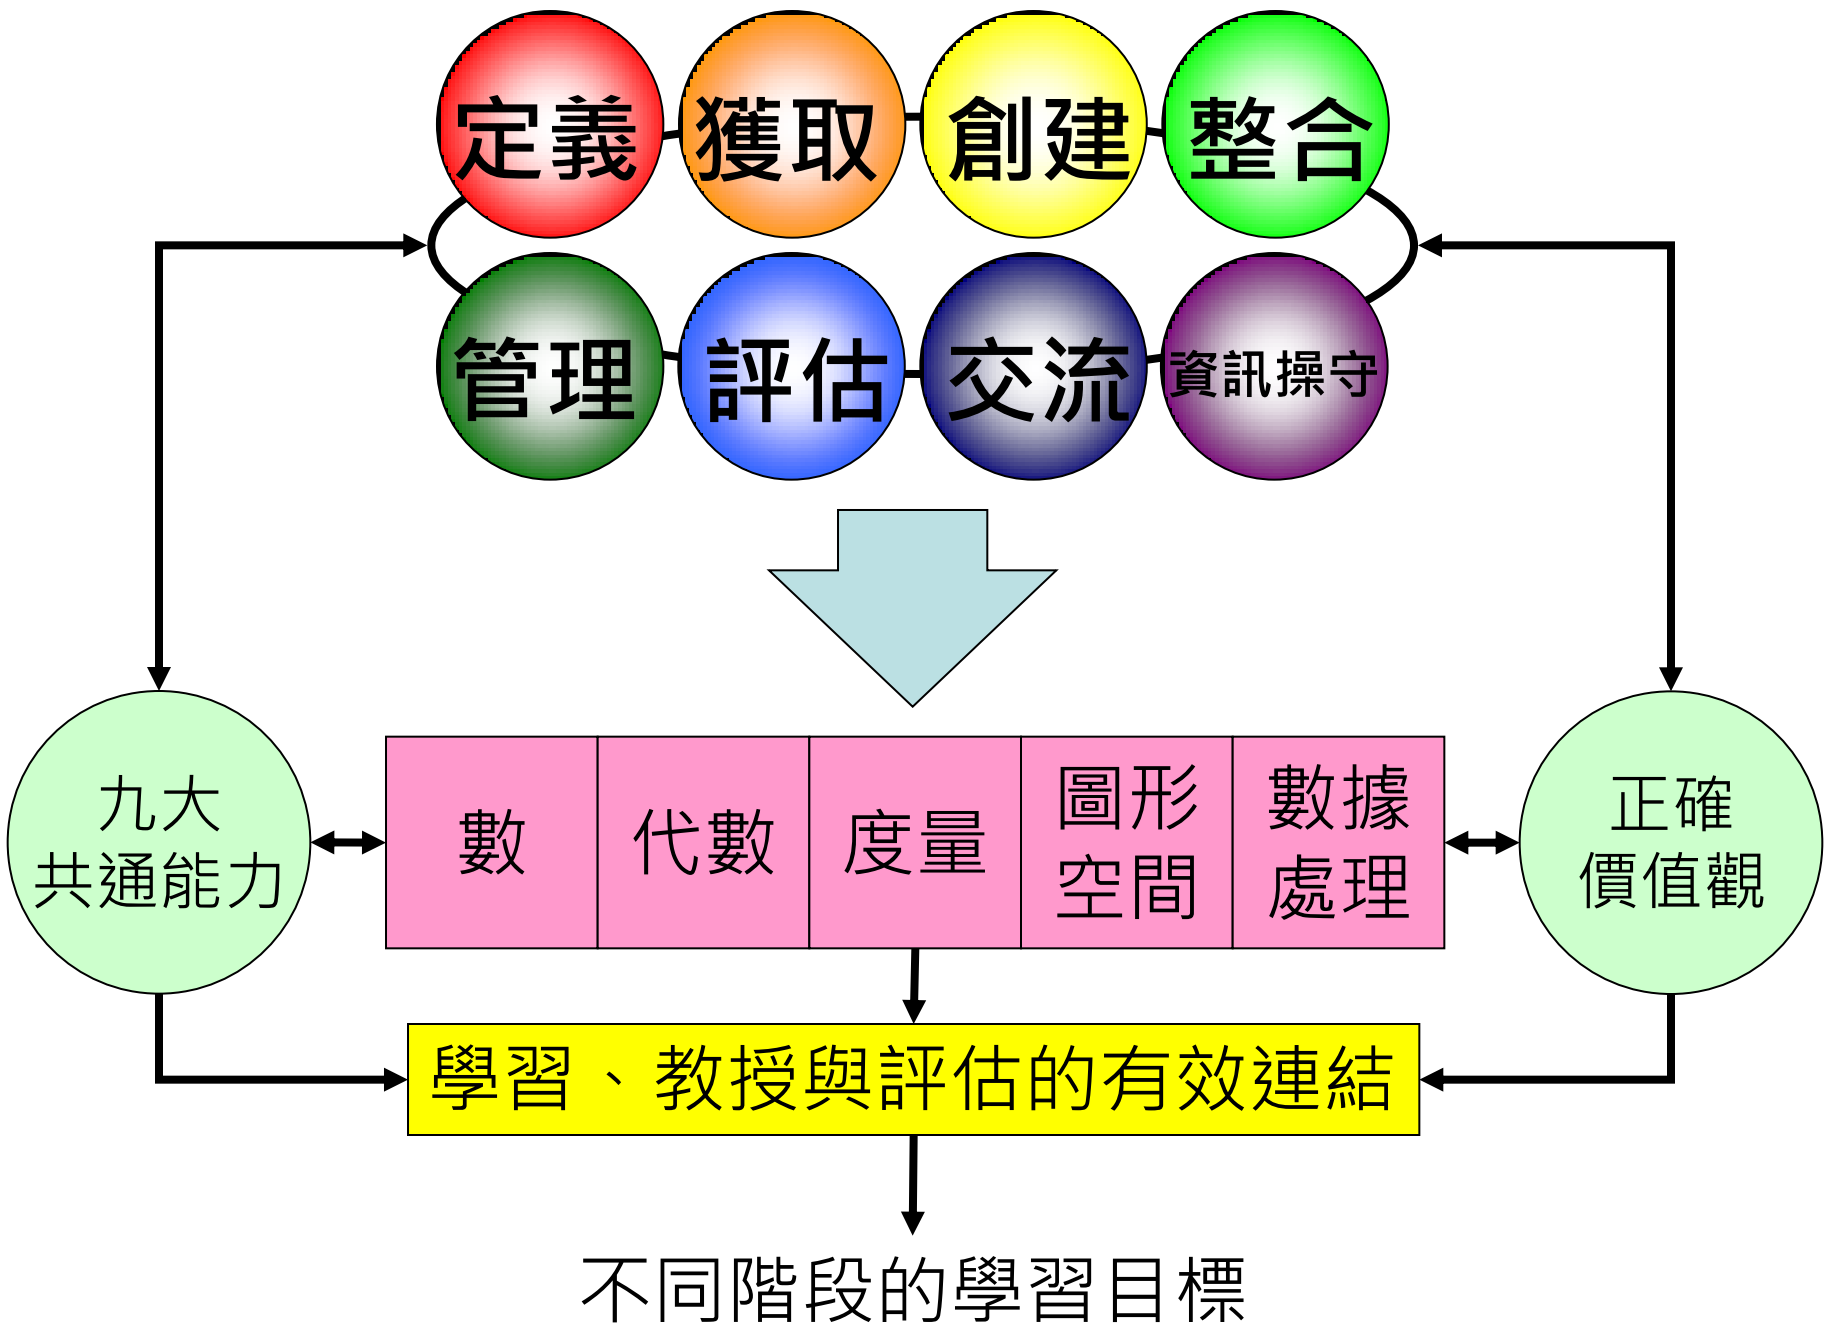 定義
獲取
創建
整合
管理
評估
交流
資訊操守
九大
共通能力
數
代數
度量
圖形
空間
數據
處理
正確
價值觀
學習、教授與評估的有效連結
不同階段的學習目標